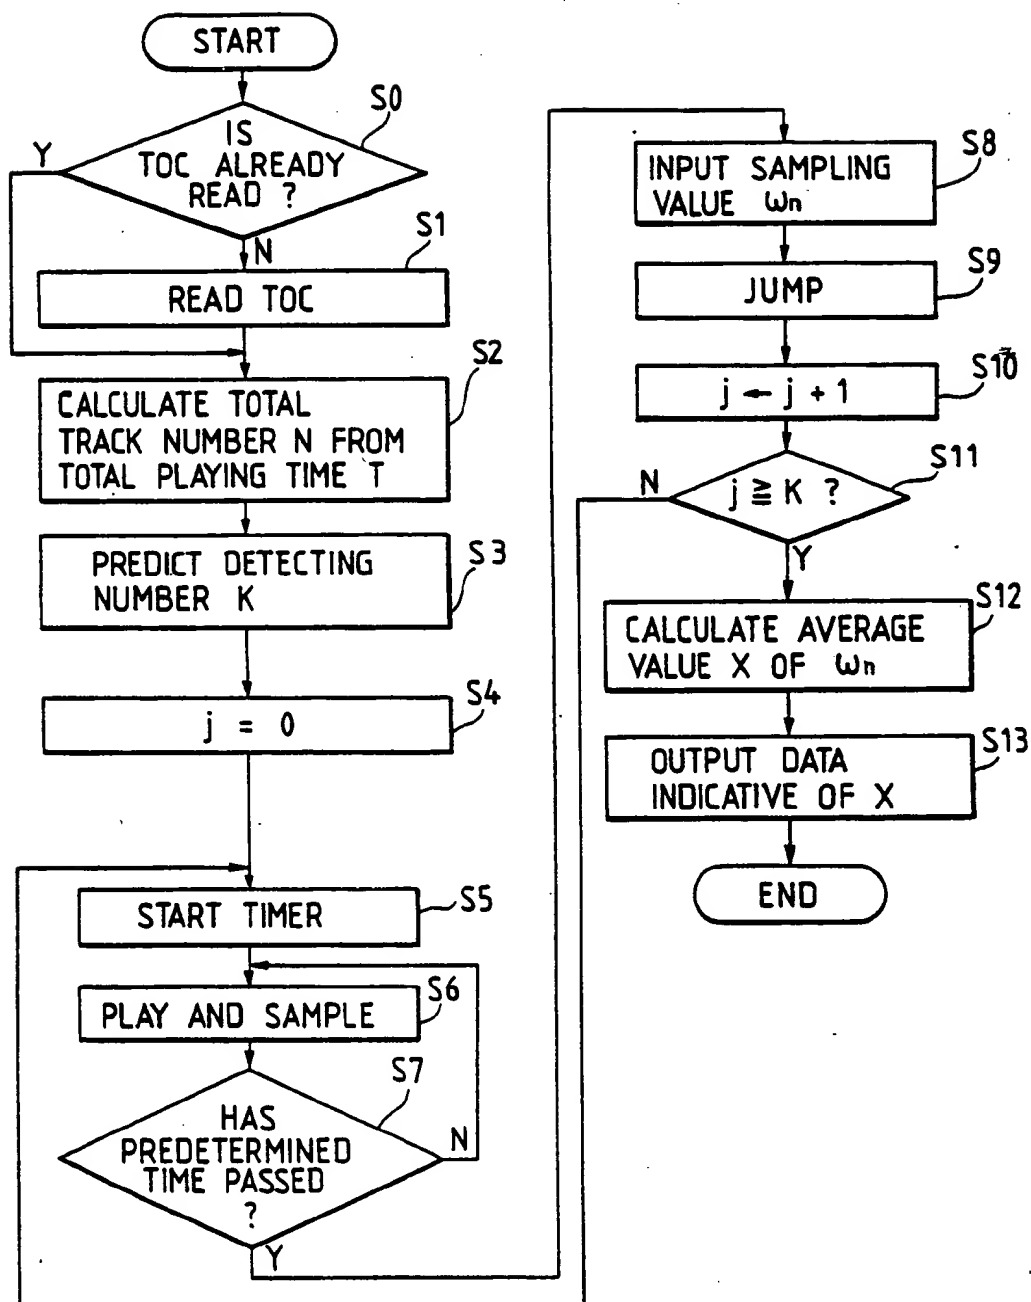 START
S0
IS
TOC ALREADY
READ ?
Y
N
S1
READ TOC
S2
CALCULATE TOTAL
TRACK NUMBER N FROM
TOTAL PLAYING TIME T
S3
PREDICT DETECTING
NUMBER K
S4
j = 0
S5
START TIMER
S6
PLAY AND SAMPLE
S7
HAS
PREDETERMINED
TIME PASSED
?
N
Y
S8
INPUT SAMPLING
VALUE ωn
S9
JUMP
S10
j ← j + 1
S11
j ≧ K ?
N
Y
S12
CALCULATE AVERAGE
VALUE X OF ωn
S13
OUTPUT DATA
INDICATIVE OF X
END